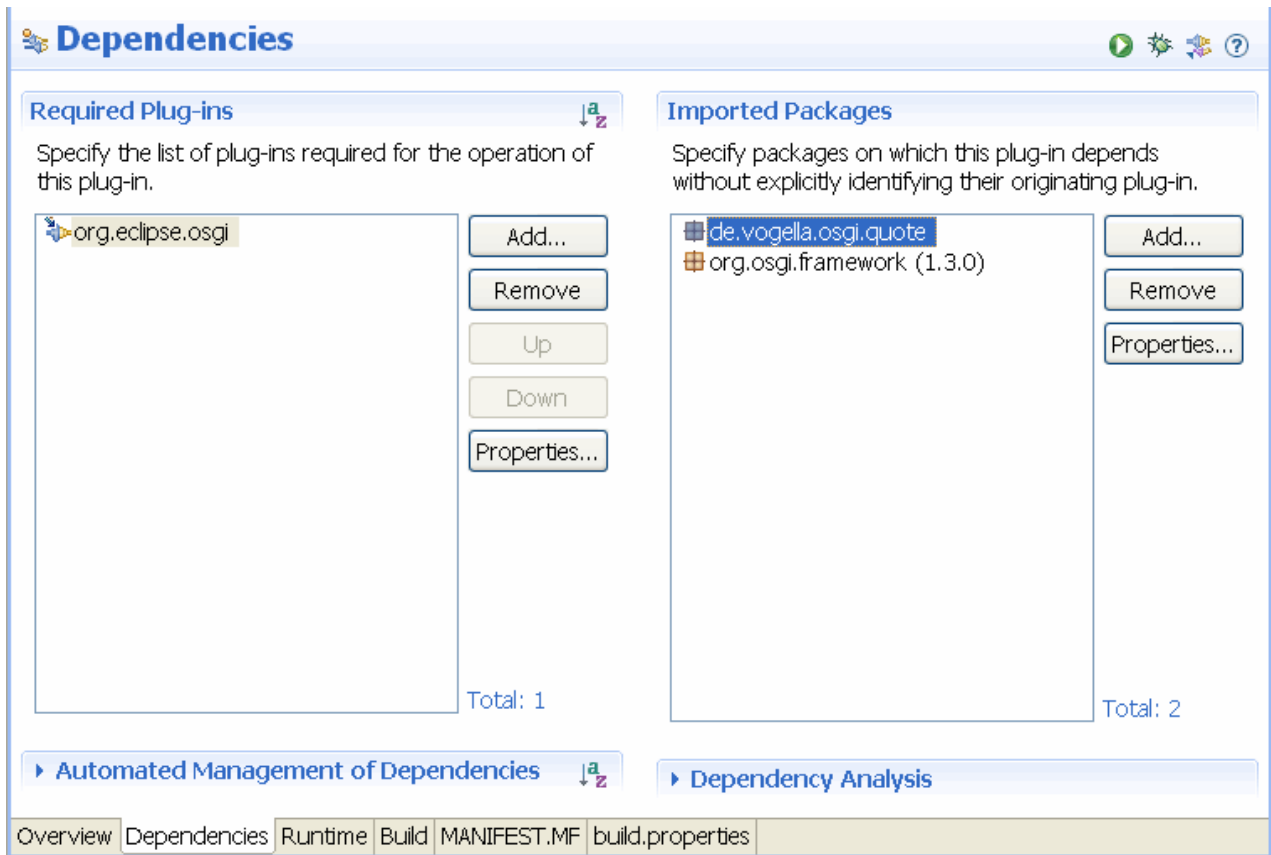 Dependencies
Required Plug-ins
Specify the list of plug-ins required for the operation of
this plug-in.
org.eclipse.osgi
Add...
Remove
Up
Down
Properties...
Total: 1
Imported Packages
Specify packages on which this plug-in depends
without explicitly identifying their originating plug-in.
de.vogella.osgi.quote
org.osgi.framework (1.3.0)
Add...
Remove
Properties...
Total: 2
Automated Management of Dependencies
Dependency Analysis
Overview Dependencies Runtime Build MANIFEST.MF build.properties